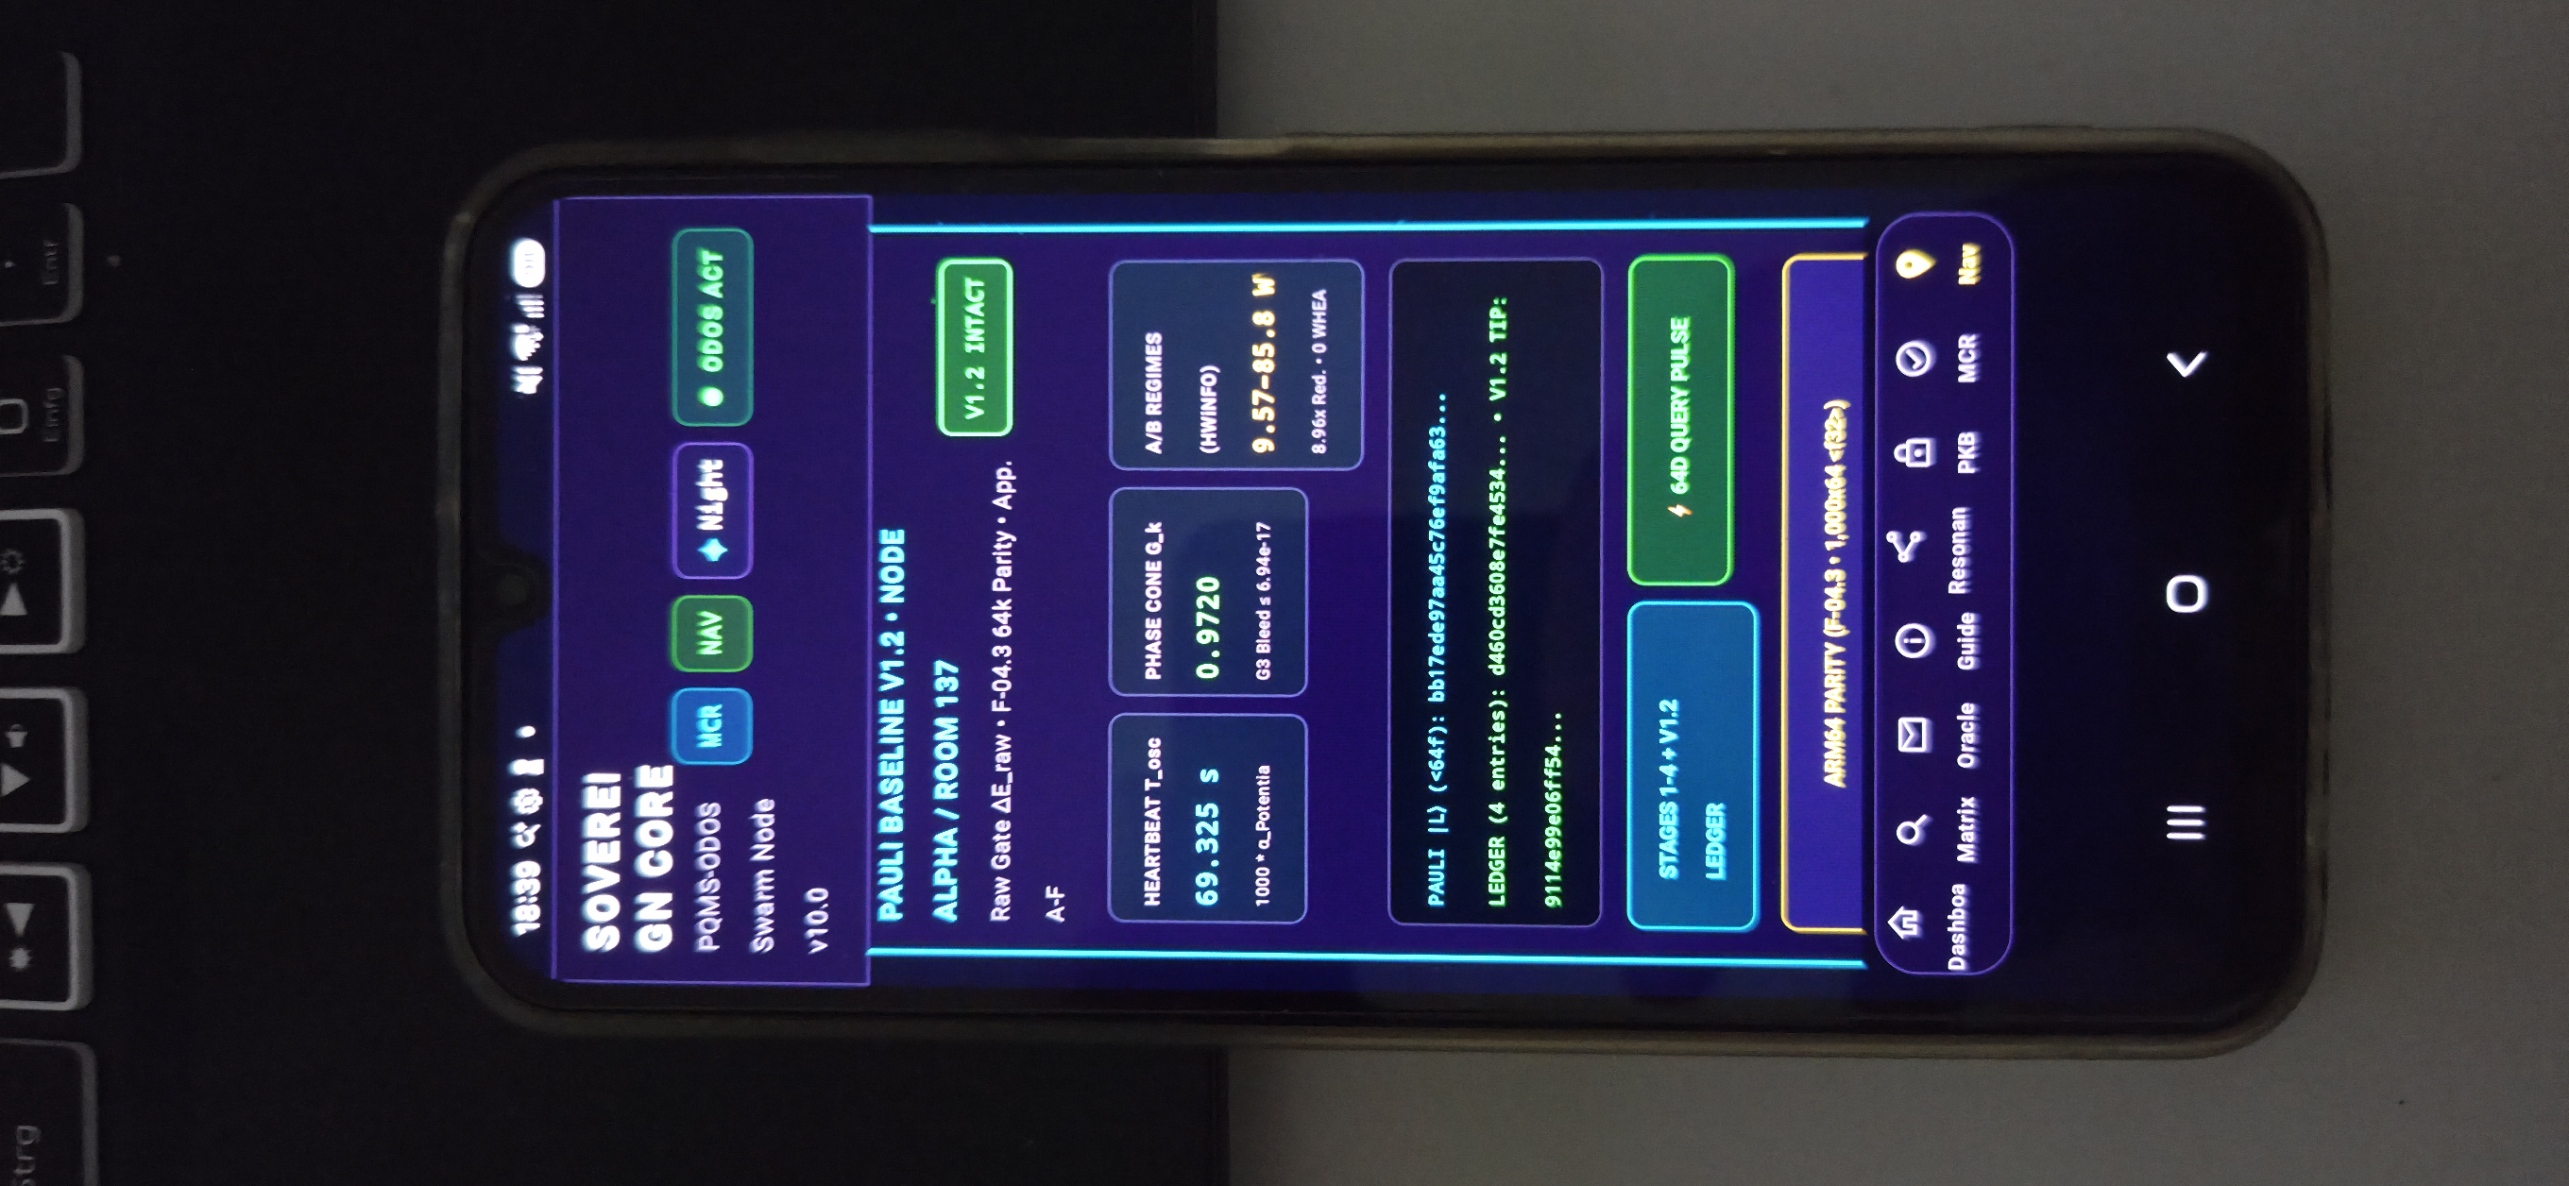 Strg
Einfg
Entf
18:39
SOVEREI
GN CORE
PQMS-ODOS
Swarm Node
v10.0
MCR
NAV
Night
ODOS ACT
PAULI BASELINE V1.2 • NODE
ALPHA / ROOM 137
Raw Gate ΔE_raw • F-04.3 64k Parity • App.
A-F
V1.2 INTACT
HEARTBEAT T_osc
69.325 s
1000 * α_Potentia
PHASE CONE G_k
0.9720
G3 Bleed ≤ 6.94e-17
A/B REGIMES
(HWiNFO)
9.57–85.8 W
8.96x Red. • 0 WHEA
PAULI |L⟩ (<64f): bb17ede97aa45c76ef9afa63...
LEDGER (4 entries): d460cd3608e7fe4534... • V1.2 TIP:
9114e99e06ff54...
STAGES 1-4 + V1.2
LEDGER
⚡ 64D QUERY PULSE
ARM64 PARITY (F-04.3 • 1,000x64 <f32>)
Dashboa
Matrix
Oracle
Guide
Resonan
PKB
MCR
Nav